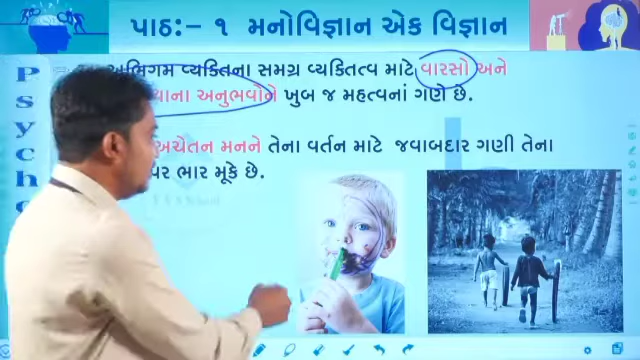 પાઠ:- ૧ મનોવિજ્ઞાન એક વિજ્ઞાન
અભિગમ વ્યક્તિના સમગ્ર વ્યક્તિત્વ માટે વારસો અને
અનુભવોને ખુબ જ મહત્વનાં ગણે છે.
અચેતન મનને તેના વર્તન માટે જવાબદાર ગણી તેના
પર ભાર મૂકે છે.
Psych